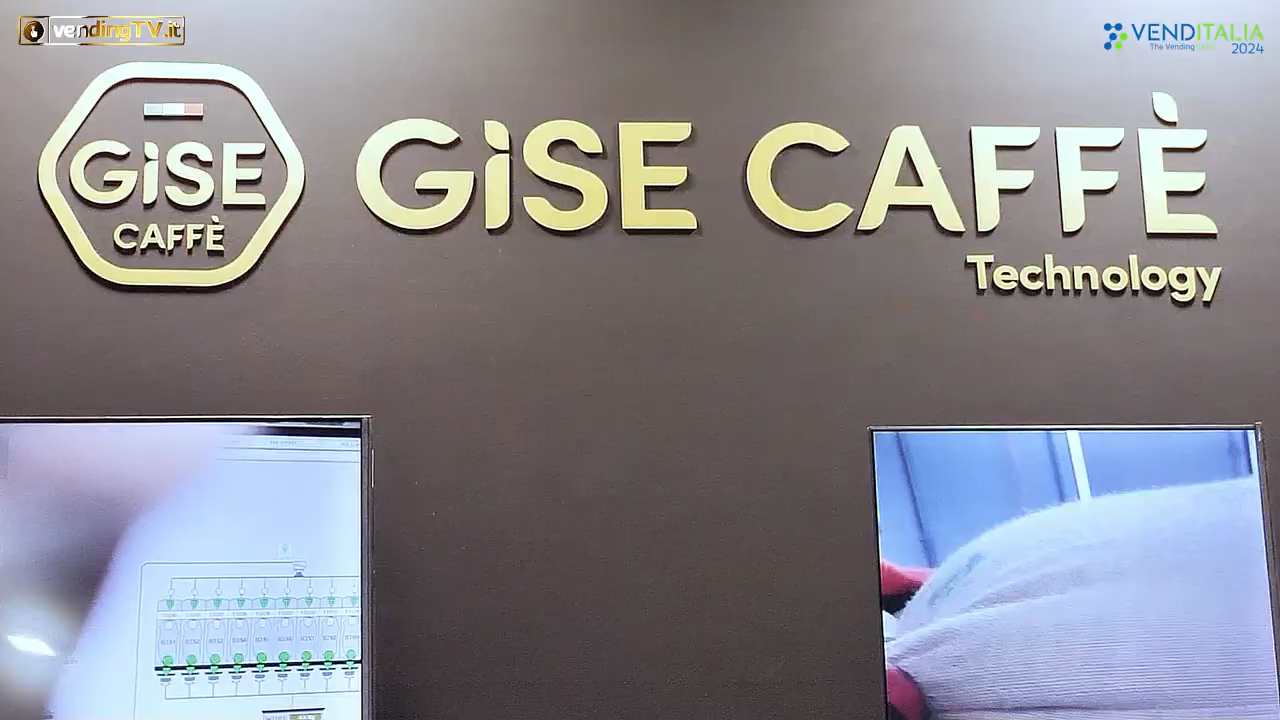 vendingTV.it
VENDITALIA
The Vending
2024
GiSE
CAFFÈ
GiSE CAFFÈ
Technology